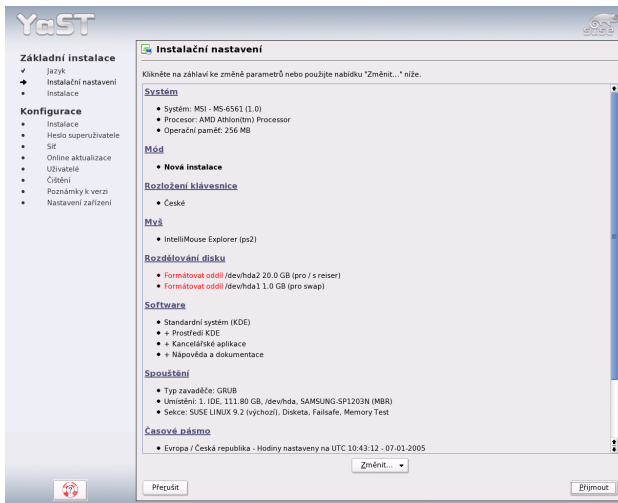 YaST
SUSE
Základní instalace
Jazyk
Instalační nastavení
Instalace
Konfigurace
Instalace
Heslo superuživatele
Síť
Online aktualizace
Uživatelé
Čištění
Poznámky k verzi
Nastavení zařízení
Instalační nastavení
Klikněte na záhlaví ke změně parametrů nebo použijte nabídku "Změnit..." níže.
Systém
Systém: MSI - MS-6561 (1.0)
Procesor: AMD Athlon(tm) Processor
Operační paměť: 256 MB
Mód
Nová instalace
Rozložení klávesnice
České
Myš
IntelliMouse Explorer (ps2)
Rozdělování disku
Formátovat oddíl /dev/hda2 20.0 GB (pro / s reiser)
Formátovat oddíl /dev/hda1 1.0 GB (pro swap)
Software
Standardní systém (KDE)
+ Prostředí KDE
+ Kancelářské aplikace
+ Nápověda a dokumentace
Spouštění
Typ zavaděče: GRUB
Umístění: 1. IDE, 111.80 GB, /dev/hda, SAMSUNG-SP1203N (MBR)
Sekce: SUSE LINUX 9.2 (výchozí), Disketa, Failsafe, Memory Test
Časové pásmo
Evropa / Česká republika - Hodiny nastaveny na UTC 10:43:12 - 07-01-2005
Změnit...
Přerušit
Přijmout